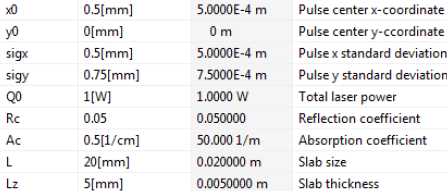 x0 0.5[mm] 5.0000E-4 m Pulse center x-coordinate
y0 0[mm] 0 m Pulse center y-ccordinate
sigx 0.5[mm] 5.0000E-4 m Pulse x standard deviation
sigy 0.75[mm] 7.5000E-4 m Pulse y standard deviation
Q0 1[W] 1.0000 W Total laser power
Rc 0.05 0.050000 Reflection coefficient
Ac 0.5[1/cm] 50.000 1/m Absorption coefficient
L 20[mm] 0.020000 m Slab size
Lz 5[mm] 0.0050000 m Slab thickness